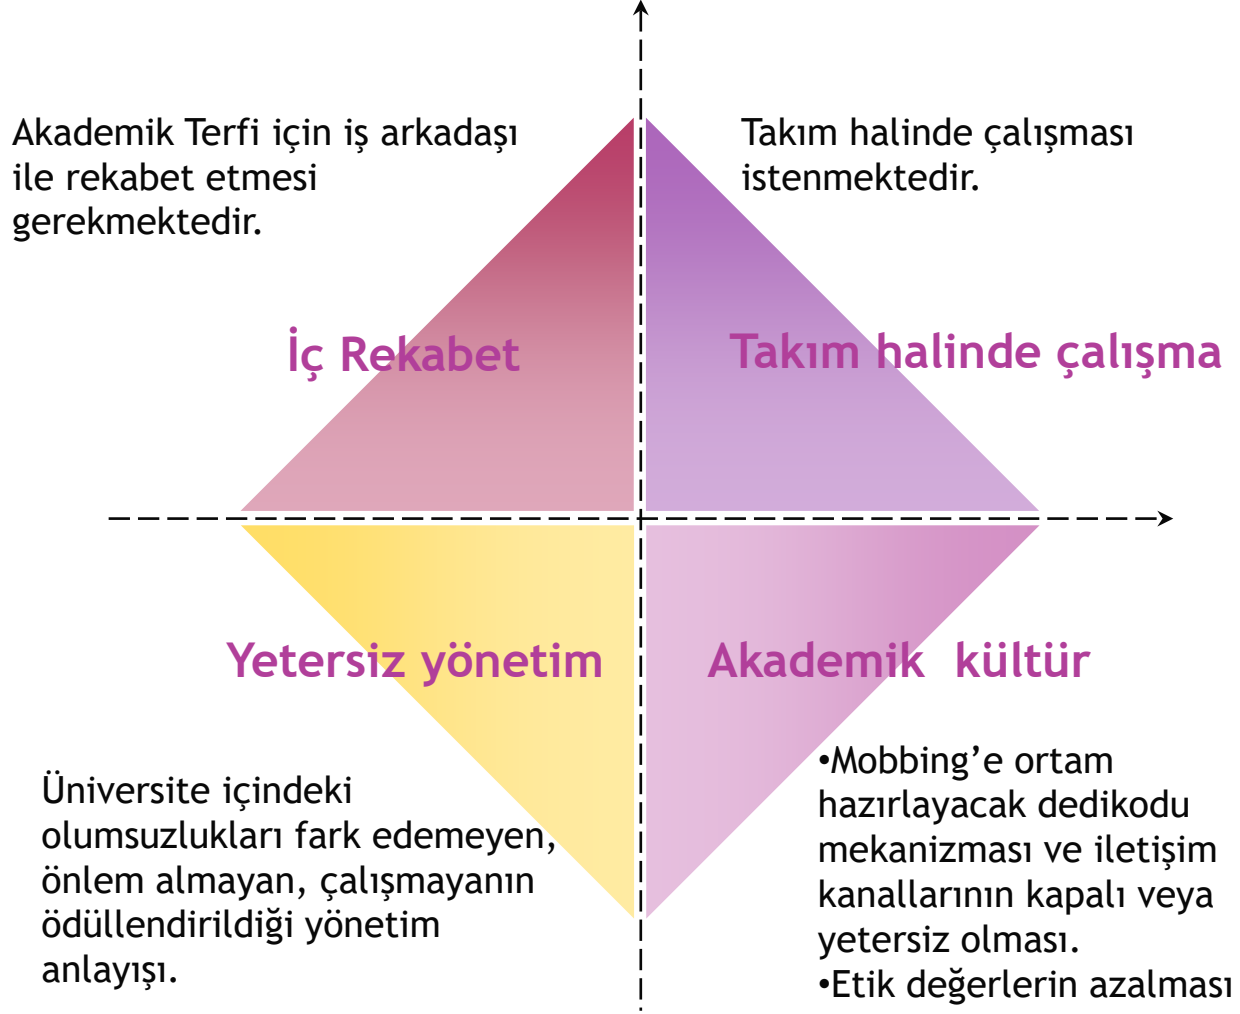 Akademik Terfi için iş arkadaşı
ile rekabet etmesi
gerekmektedir.
Takım halinde çalışması
istenmektedir.
İç Rekabet
Takım halinde çalışma
Yetersiz yönetim
Akademik kültür
Üniversite içindeki
olumsuzlukları fark edemeyen,
önlem almayan, çalışmayanın
ödüllendirildiği yönetim
anlayışı.
•Mobbing’e ortam
hazırlayacak dedikodu
mekanizması ve iletişim
kanallarının kapalı veya
yetersiz olması.
•Etik değerlerin azalması